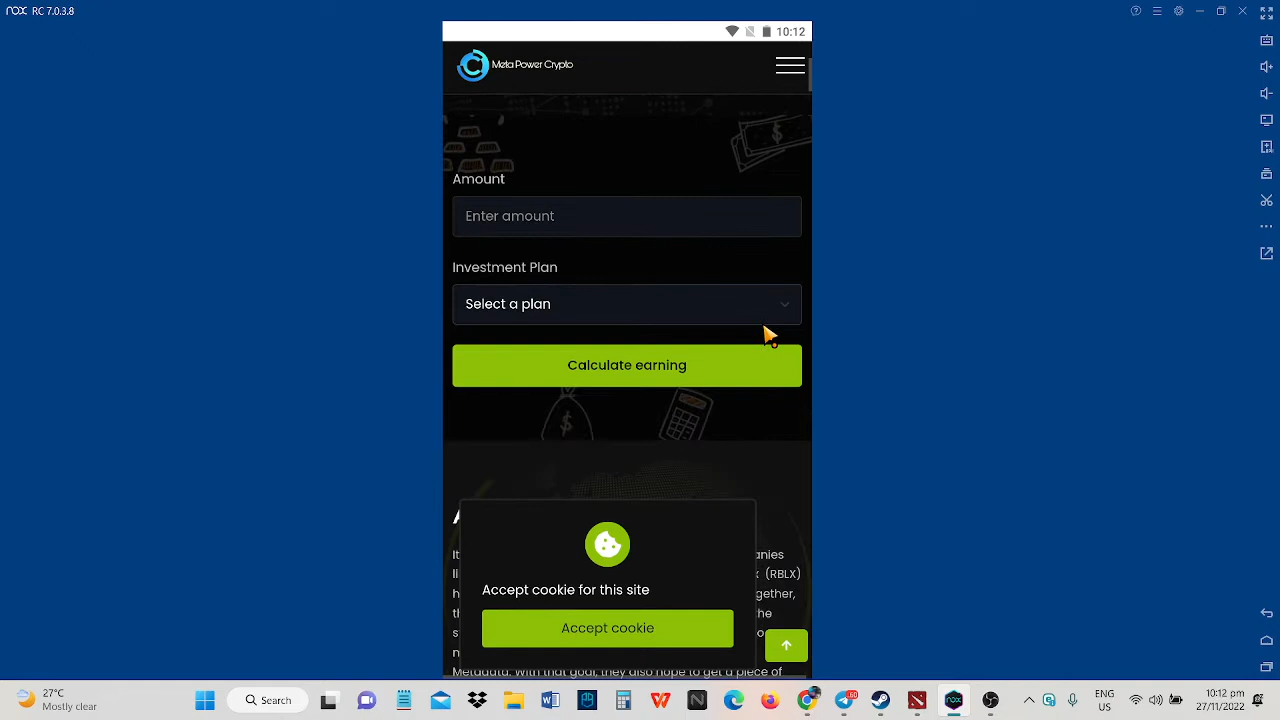 nox RC 7.0.3.8
10:12
Meta Power Crypto
Amount
Enter amount
Investment Plan
Select a plan
Calculate earning
anies
(RBLX)
gether,
the
Accept cookie for this site
Accept cookie
Metadata. With that goal, they also hope to get a piece of
27°C
Mostly clear
Search
ENG
US
10:12 pm
27/11/2022